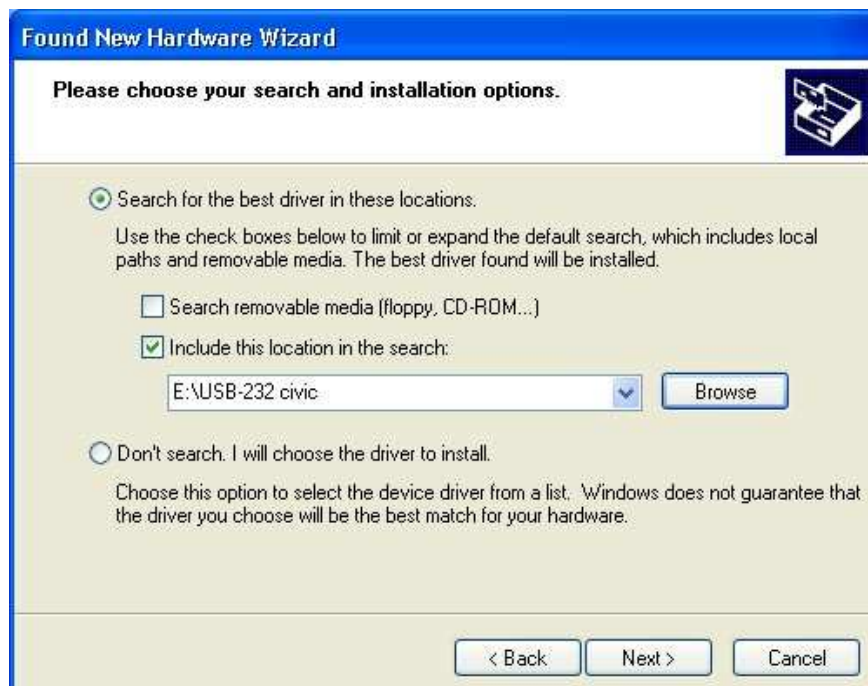 Found New Hardware Wizard
Please choose your search and installation options.
Search for the best driver in these locations.
Use the check boxes below to limit or expand the default search, which includes local
paths and removable media. The best driver found will be installed.
Search removable media (floppy, CD-ROM...)
Include this location in the search:
E:\USB-232 civic
Browse
Don't search. I will choose the driver to install.
Choose this option to select the device driver from a list. Windows does not guarantee that
the driver you choose will be the best match for your hardware.
< Back Next > Cancel